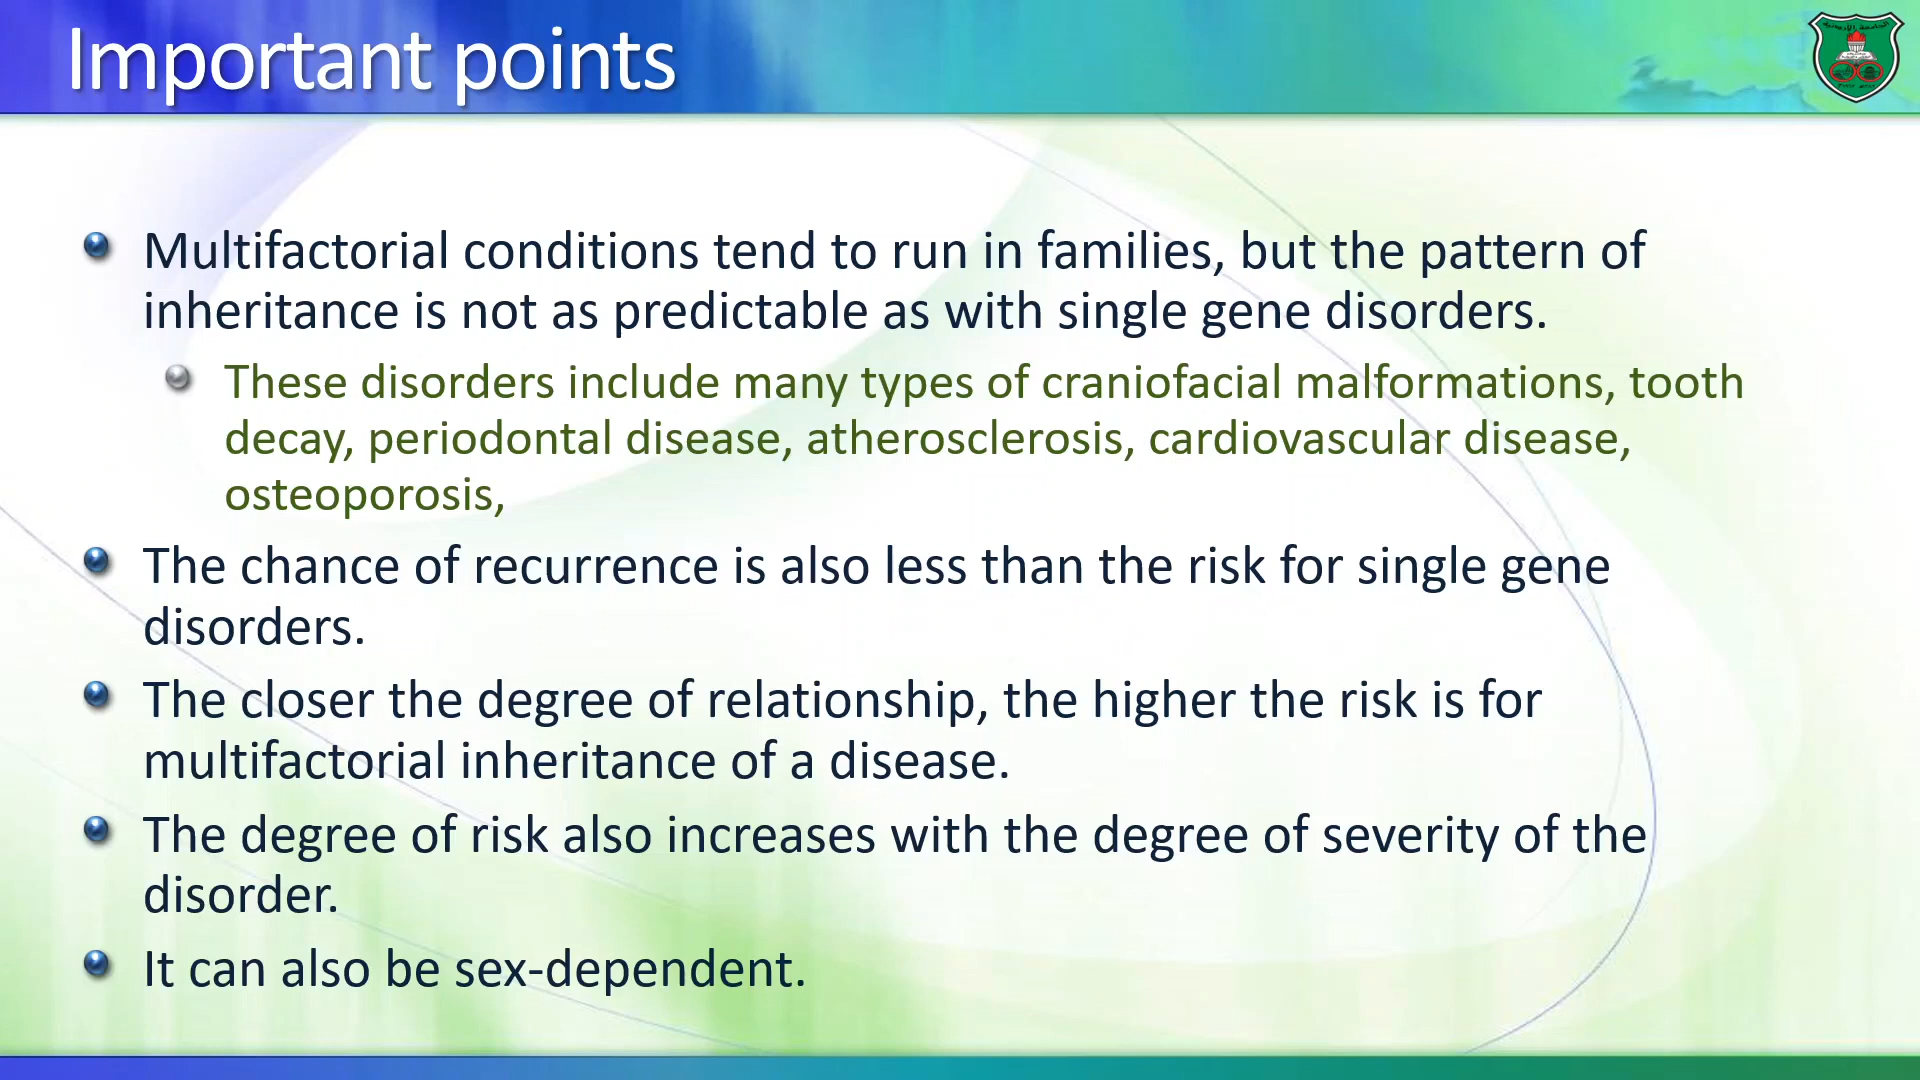 Important points
Multifactorial conditions tend to run in families, but the pattern of
inheritance is not as predictable as with single gene disorders.
These disorders include many types of craniofacial malformations, tooth
decay, periodontal disease, atherosclerosis, cardiovascular disease,
osteoporosis,
The chance of recurrence is also less than the risk for single gene
disorders.
The closer the degree of relationship, the higher the risk is for
multifactorial inheritance of a disease.
The degree of risk also increases with the degree of severity of the
disorder.
It can also be sex-dependent.